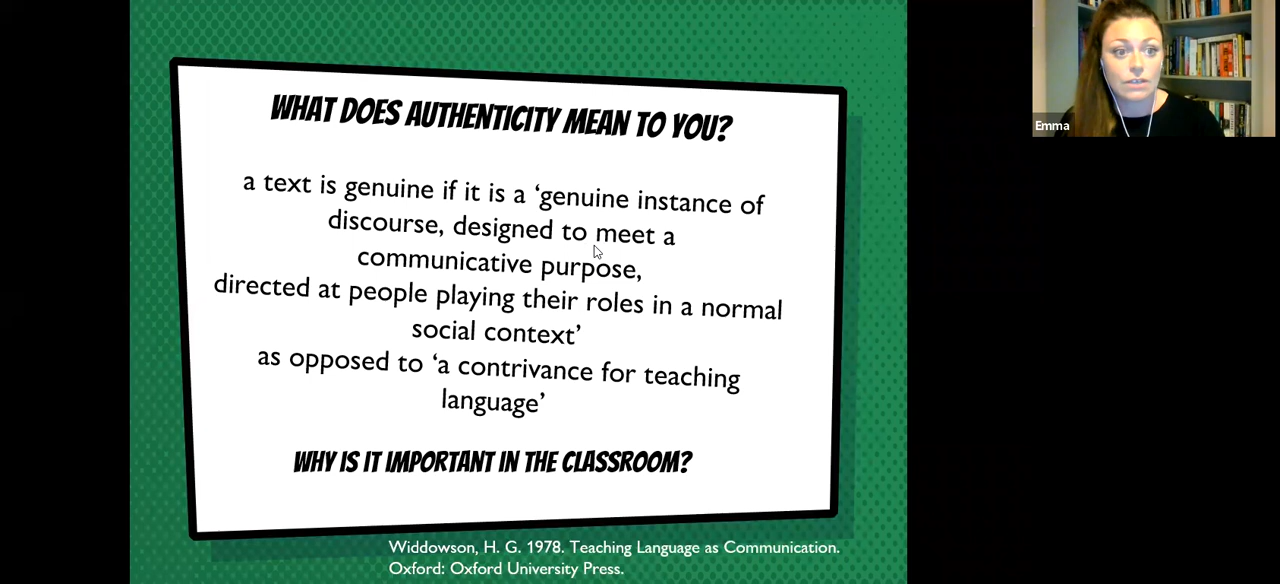 WHAT DOES AUTHENTICITY MEAN TO YOU?
a text is genuine if it is a ‘genuine instance of
discourse, designed to meet a
communicative purpose,
directed at people playing their roles in a normal
social context’
as opposed to ‘a contrivance for teaching
language’
WHY IS IT IMPORTANT IN THE CLASSROOM?
Widdowson, H. G. 1978. Teaching Language as Communication.
Oxford: Oxford University Press.
Emma